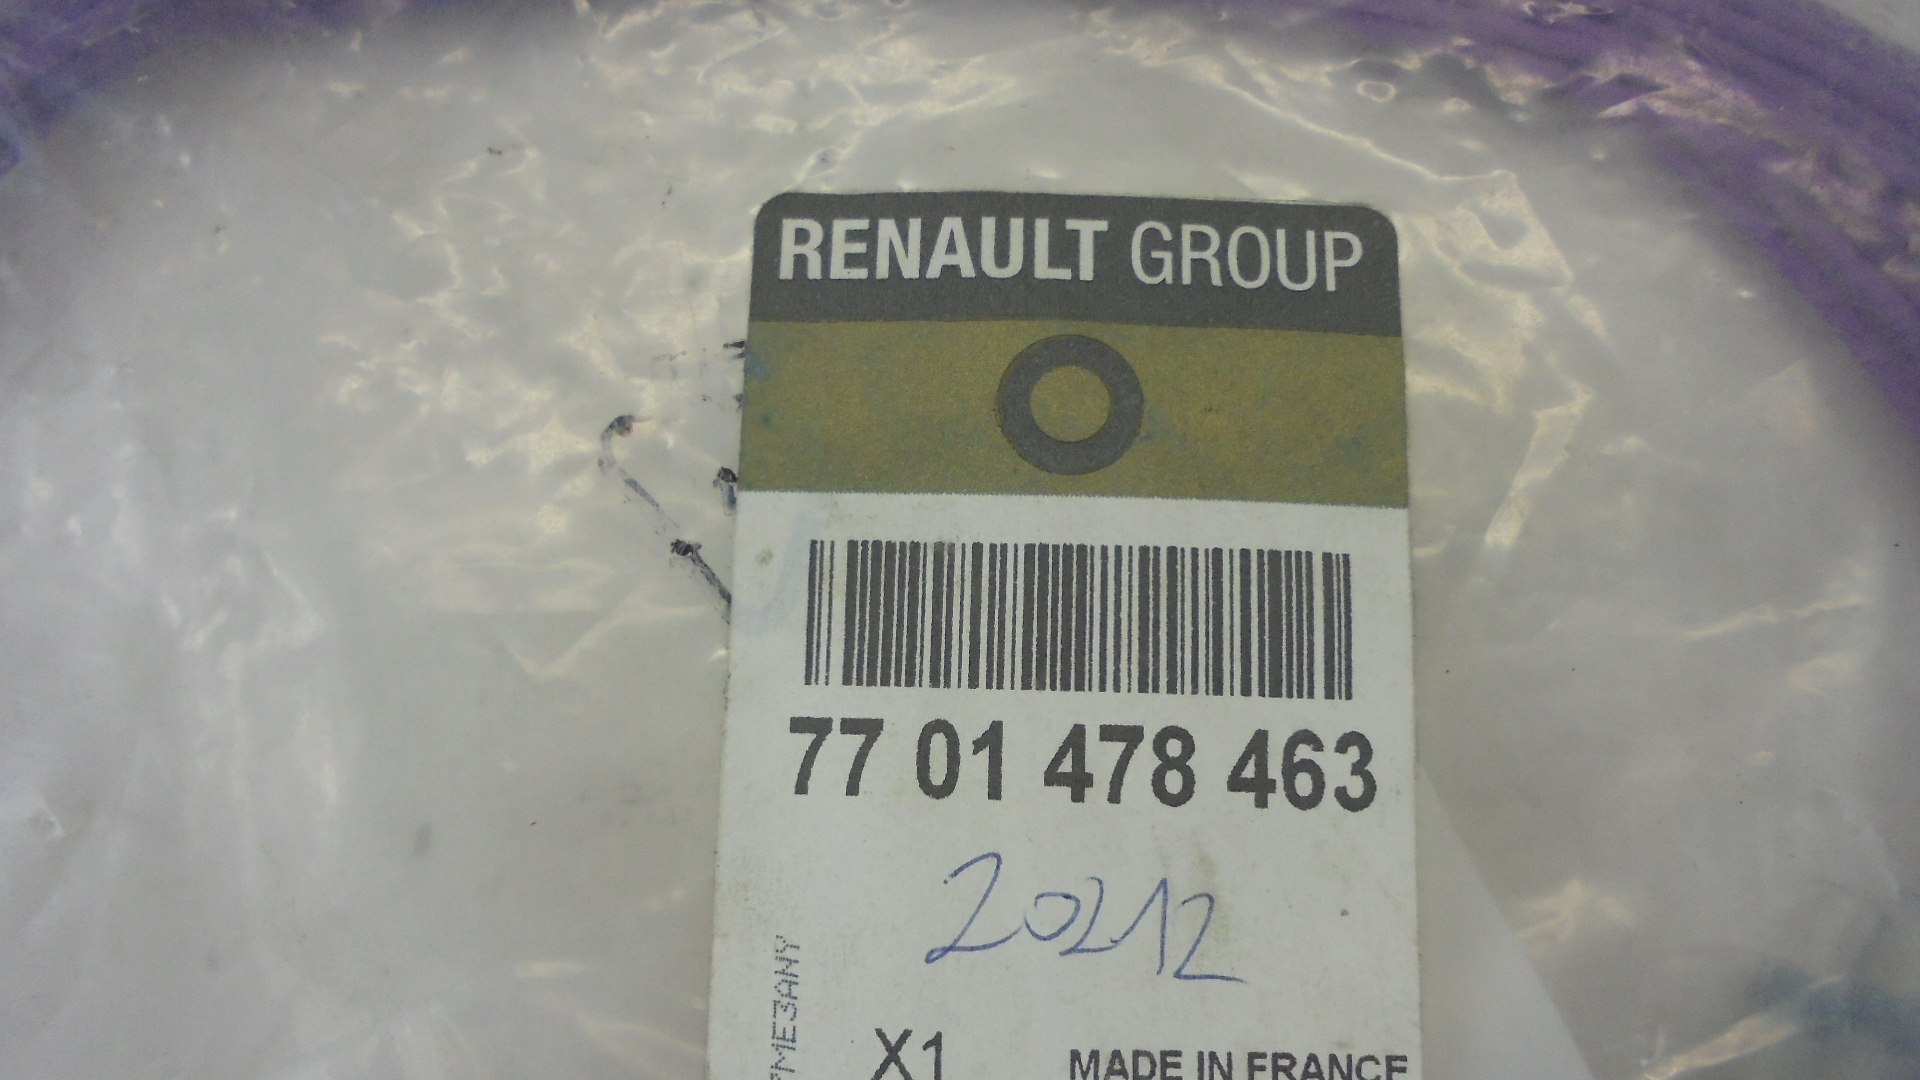 RENAULT GROUP
77 01 478 463
20212
X1
MADE IN FRANCE